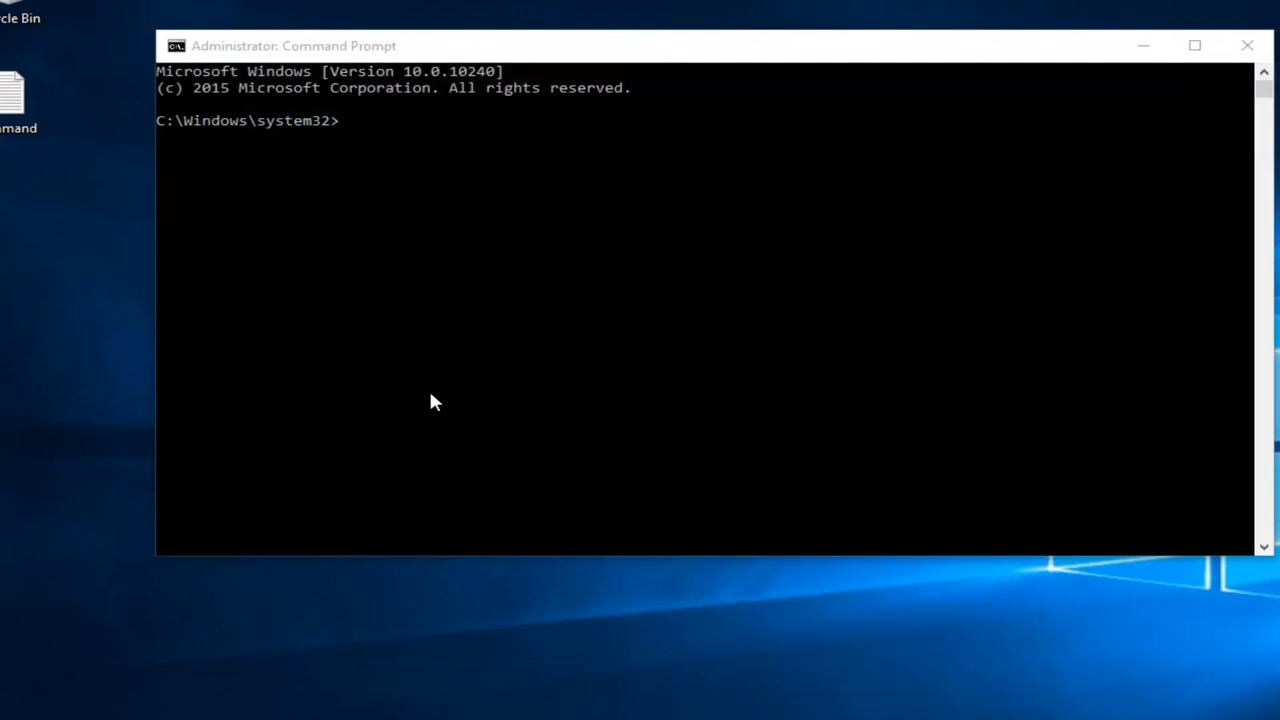 cle Bin
Administrator: Command Prompt
Microsoft Windows [Version 10.0.10240]
(c) 2015 Microsoft Corporation. All rights reserved.
mmand
C:\Windows\system32>